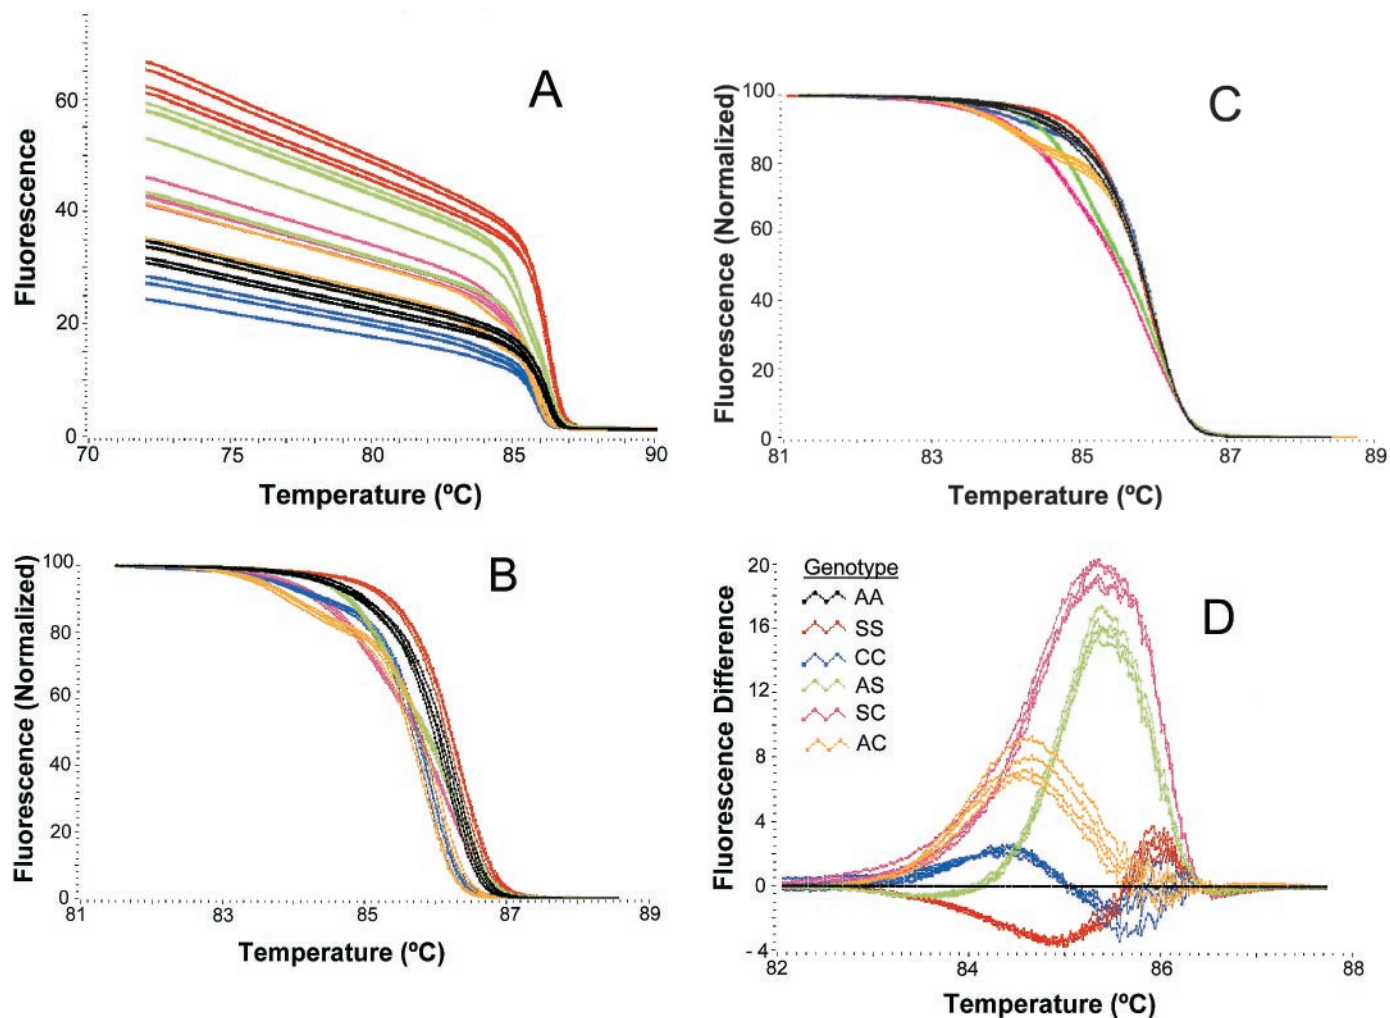 A
Fluorescence
60
40
20
0
70
75
80
85
90
Temperature (ºC)
B
Fluorescence (Normalized)
100
80
60
40
20
0
81
83
85
87
89
Temperature (ºC)
C
Fluorescence (Normalized)
100
80
60
40
20
0
81
83
85
87
89
Temperature (ºC)
D
Fluorescence Difference
20
16
12
8
4
0
- 4
Genotype
AA
SS
CC
AS
SC
AC
82
84
86
88
Temperature (ºC)